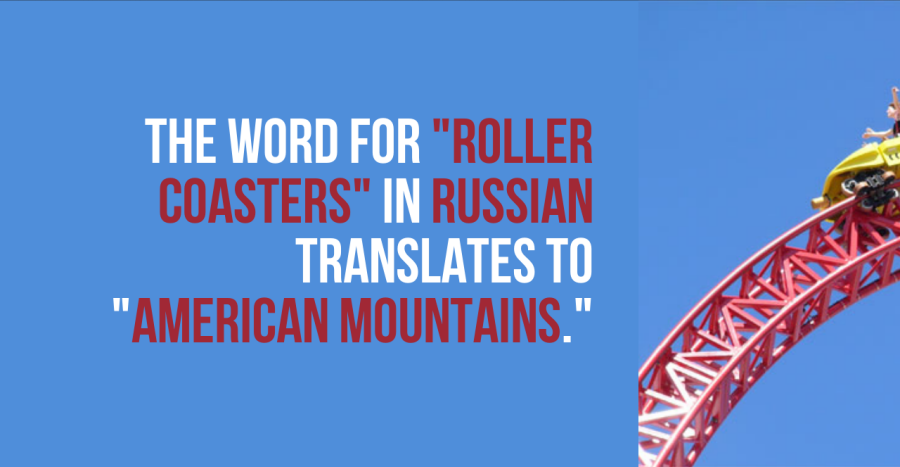 THE WORD FOR "ROLLER
COASTERS" IN RUSSIAN
TRANSLATES TO
"AMERICAN MOUNTAINS."